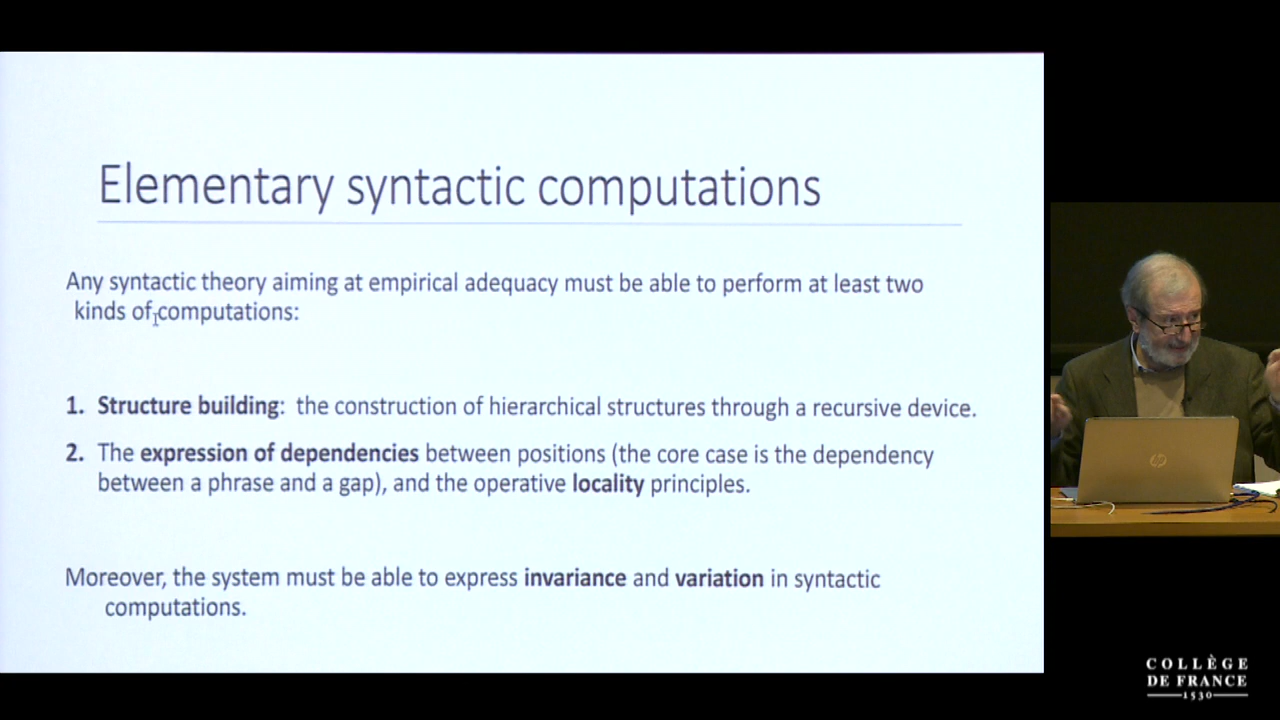 Elementary syntactic computations
Any syntactic theory aiming at empirical adequacy must be able to perform at least two
kinds of computations:
1. Structure building: the construction of hierarchical structures through a recursive device.
2. The expression of dependencies between positions (the core case is the dependency
between a phrase and a gap), and the operative locality principles.
Moreover, the system must be able to express invariance and variation in syntactic
computations.
hp
COLLÈGE
DE FRANCE
1530